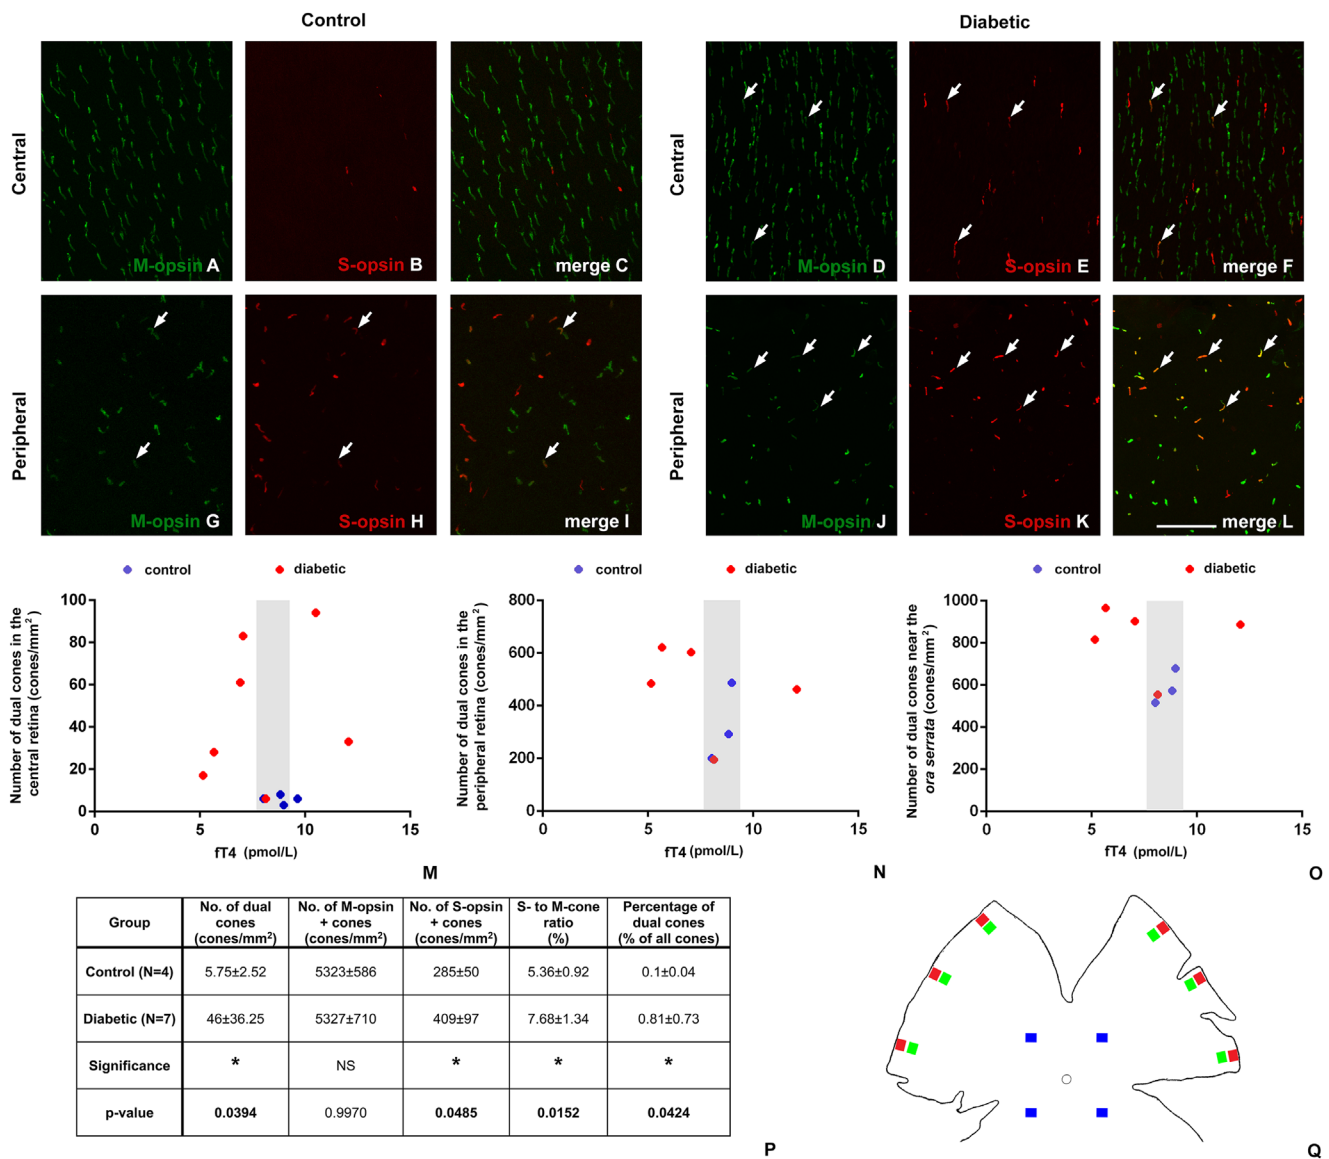 Control
Diabetic
Central
M-opsin A
S-opsin B
merge C
Central
M-opsin D
S-opsin E
merge F
Peripheral
M-opsin G
S-opsin H
merge I
Peripheral
M-opsin J
S-opsin K
merge L
control
diabetic
Number of dual cones in the
central retina (cones/mm²)
100
80
60
40
20
0
0
5
10
15
fT4 (pmol/L)
M
control
diabetic
Number of dual cones in the
peripheral retina (cones/mm²)
800
600
400
200
0
0
5
10
15
fT4 (pmol/L)
N
control
diabetic
Number of dual cones near the
ora serrata (cones/mm²)
1000
800
600
400
200
0
0
5
10
15
fT4 (pmol/L)
O
Group
No. of dual
cones
(cones/mm²)
No. of M-opsin
+ cones
(cones/mm²)
No. of S-opsin
+ cones
(cones/mm²)
S- to M-cone
ratio
(%)
Percentage of
dual cones
(% of all cones)
Control (N=4)
5.75±2.52
5323±586
285±50
5.36±0.92
0.1±0.04
Diabetic (N=7)
46±36.25
5327±710
409±97
7.68±1.34
0.81±0.73
Significance
*
NS
*
*
*
p-value
0.0394
0.9970
0.0485
0.0152
0.0424
P
Q